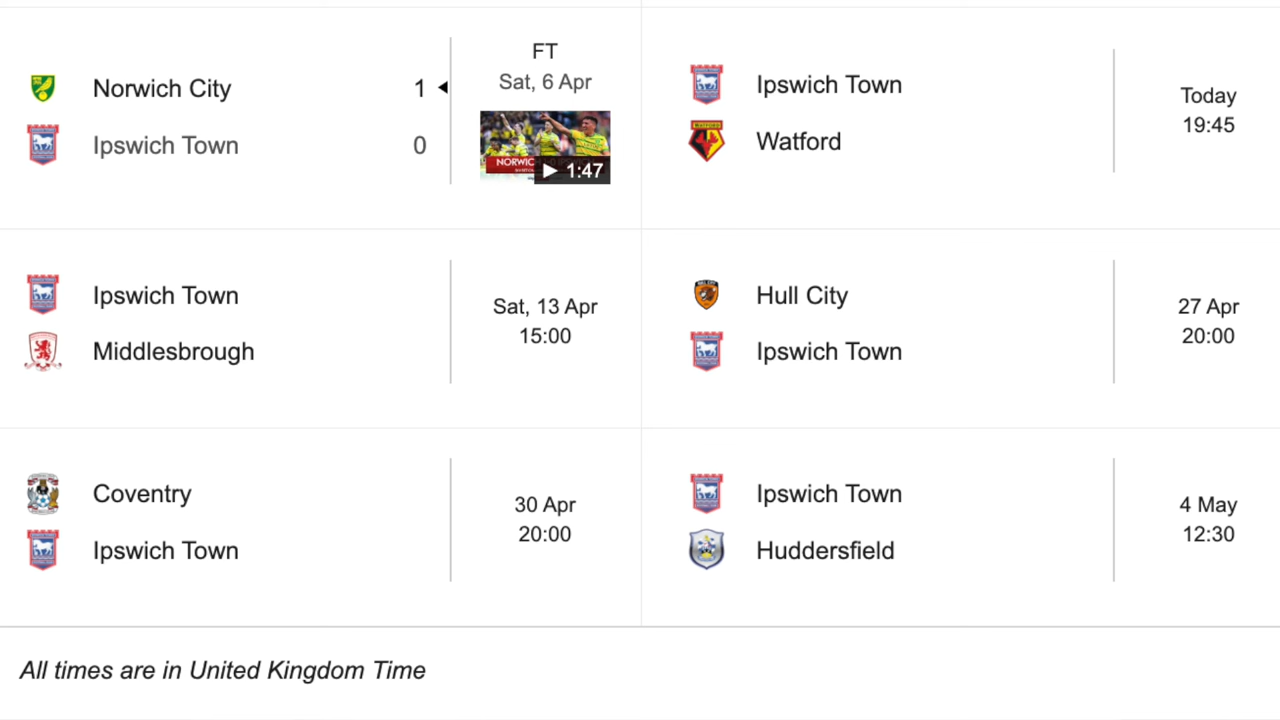 Norwich City 1
Ipswich Town 0
FT
Sat, 6 Apr
NORWIC
1:47
Ipswich Town
Watford
Today
19:45
Ipswich Town
Middlesbrough
Sat, 13 Apr
15:00
Hull City
Ipswich Town
27 Apr
20:00
Coventry
Ipswich Town
30 Apr
20:00
Ipswich Town
Huddersfield
4 May
12:30
All times are in United Kingdom Time